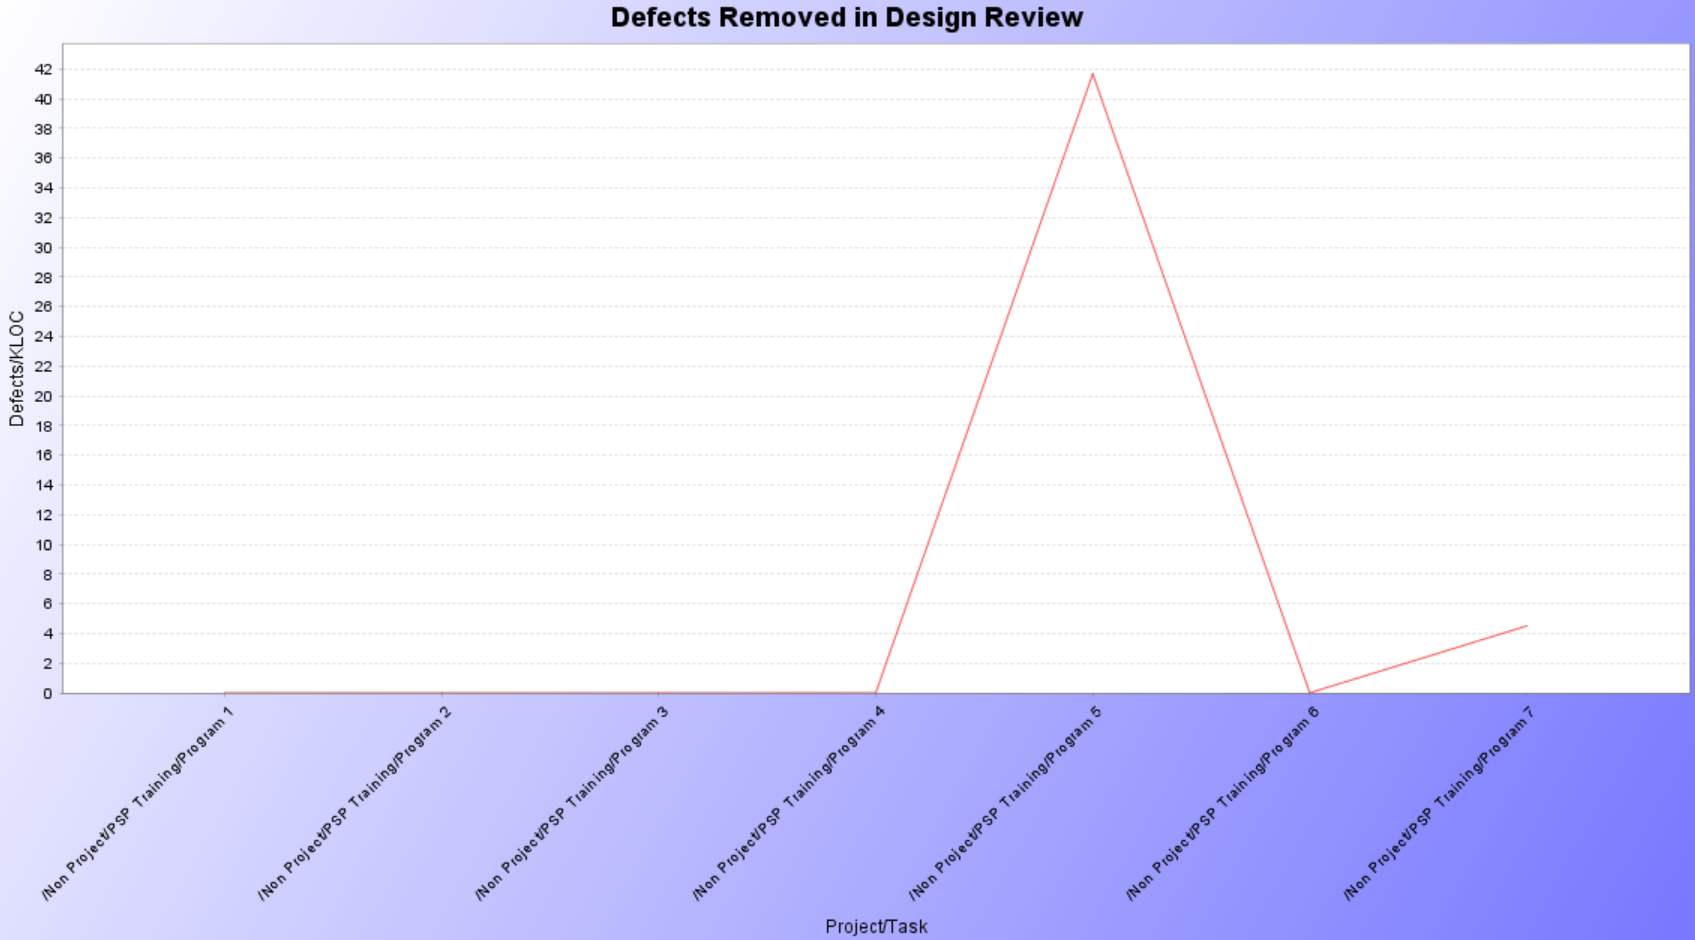 Defects Removed in Design Review
42
40
38
36
34
32
30
28
26
24
22
20
18
16
14
12
10
8
6
4
2
0
Defects/KLOC
/Non Project/PSP Training/Program 1
/Non Project/PSP Training/Program 2
/Non Project/PSP Training/Program 3
/Non Project/PSP Training/Program 4
/Non Project/PSP Training/Program 5
/Non Project/PSP Training/Program 6
/Non Project/PSP Training/Program 7
Project/Task